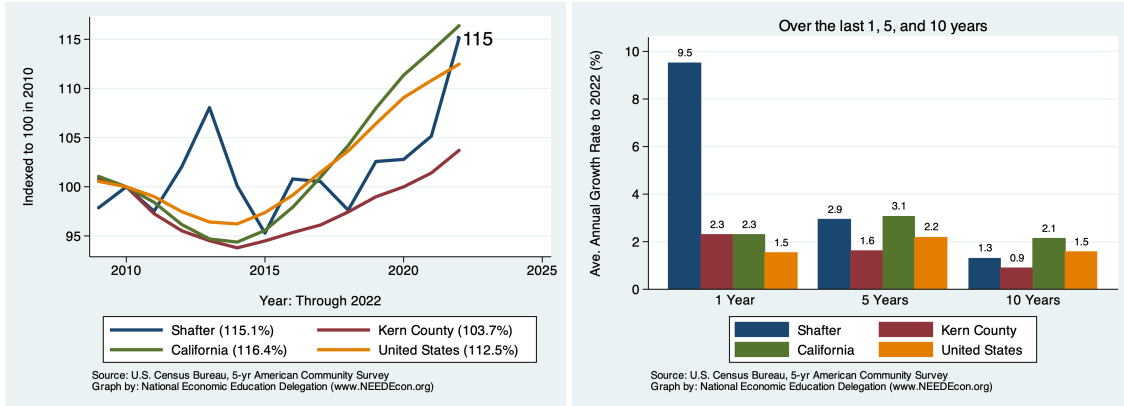 115
Indexed to 100 in 2010
115
110
105
100
95
2010
2015
2020
2025
Year: Through 2022
Shafter (115.1%)
Kern County (103.7%)
California (116.4%)
United States (112.5%)
Source: U.S. Census Bureau, 5-yr American Community Survey
Graph by: National Economic Education Delegation (www.NEEDEcon.org)
Over the last 1, 5, and 10 years
Ave. Annual Growth Rate to 2022 (%)
10
8
6
4
2
0
9.5
2.3
2.3
1.5
2.9
1.6
3.1
2.2
1.3
0.9
2.1
1.5
1 Year
5 Years
10 Years
Shafter
Kern County
California
United States
Source: U.S. Census Bureau, 5-yr American Community Survey
Graph by: National Economic Education Delegation (www.NEEDEcon.org)